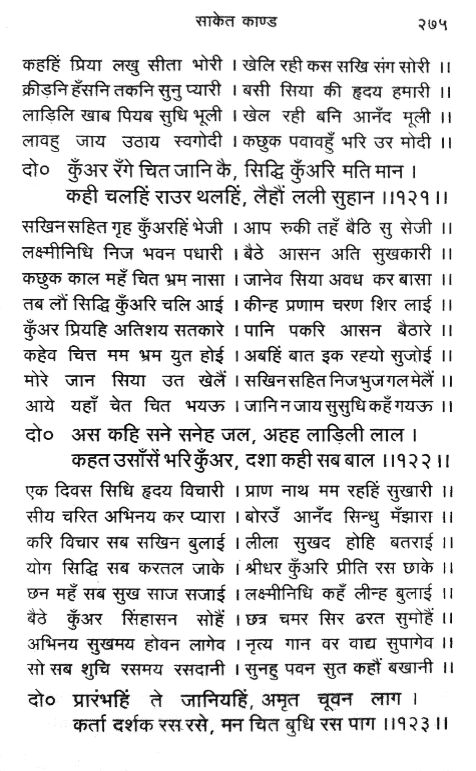 साकेत काण्ड २७५
कहहिं प्रिया लखु सीता भोरी । खेलि रही कस सखि संग सोरी ।।
क्रीड़नि हँसनि तकनि सुनु प्यारी । बसी सिया की हृदय हमारी ।।
लाड़िलि खाब पियब सुधि भूली । खेल रही बनि आनँद मूली ।।
लावहु जाय उठाय स्वगोदी । कछुक पवावहुँ भरि उर मोदी ।।
दो० कुँअर रँगे चित जानि कै, सिद्धि कुँअरि मति मान ।
कही चलहिं राउर थलहिं, लैहौं लली सुहान ।।१२१।।
सखिन सहित गृह कुँअरहिं भेजी । आप रुकी तहँ बैठि सु सेजी ।।
लक्ष्मीनिधि निज भवन पधारी । बैठे आसन अति सुखकारी ।।
कछुक काल महँ चित भ्रम नासा । जानेव सिया अवध कर बासा ।।
तब लौं सिद्धि कुँअरि चलि आई । कीन्ह प्रणाम चरण शिर लाई ।।
कुँअर प्रियहि अतिशय सतकारे । पानि पकरि आसन बैठारे ।।
कहेव चित्त मम भ्रम युत होई । अबहिं बात इक रह्यो सुजोई ।।
मोरे जान सिया उत खेलैं । सखिन सहित निज भुज गल मेलैं ।।
आये यहाँ चेत चित भयऊ । जानि न जाय सुसुधि कहँ गयऊ ।।
दो० अस कहि सने सनेह जल, अहह लाड़िली लाल ।
कहत उसाँसें भरि कुँअर, दशा कही सब बाल ।।१२२।।
एक दिवस सिधि हृदय विचारी । प्राण नाथ मम रहहिं सुखारी ।।
सीय चरित अभिनय कर प्यारा । बोरउँ आनँद सिन्धु मँझारा ।।
करि विचार सब सखिन बुलाई । लीला सुखद होहि बतराई ।।
योग सिद्धि सब करतल जाके । श्रीधर कुँअरि प्रीति रस छाके ।।
छन महँ सब सुख साज सजाई । लक्ष्मीनिधि कहँ लीन्ह बुलाई ।।
बैठे कुँअर सिंहासन सोहैं । छत्र चमर सिर ढरत सुमोहैं ।।
अभिनय सुखमय होवन लागेव । नृत्य गान वर वाद्य सुपागेव ।।
सो सब शुचि रसमय रसदानी । सुनहु पवन सुत कहौं बखानी ।।
दो० प्रारंभहिं ते जानियहिं, अमृत चूवन लाग ।
कर्ता दर्शक रस रसे, मन चित बुधि रस पाग ।।१२३।।